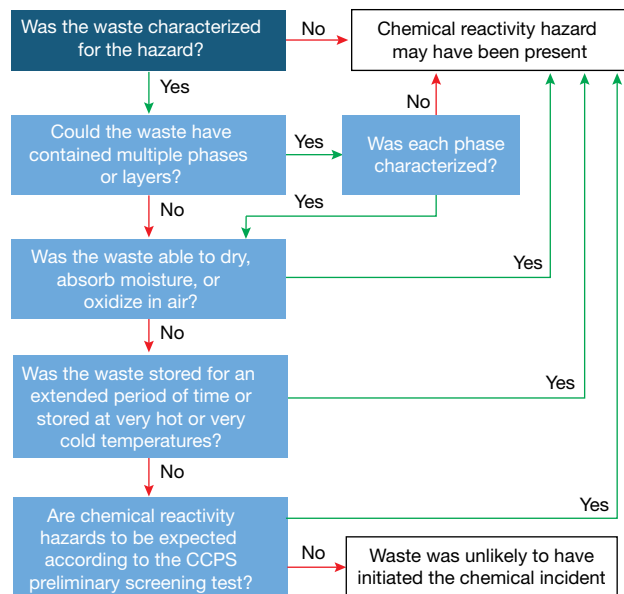 Was the waste characterized
for the hazard?
No
Chemical reactivity hazard
may have been present
Yes
No
Could the waste have
contained multiple phases
or layers?
Yes
Was each phase
characterized?
No
Yes
Was the waste able to dry,
absorb moisture, or
oxidize in air?
Yes
No
Was the waste stored for an
extended period of time or
stored at very hot or very
cold temperatures?
Yes
No
Are chemical reactivity
hazards to be expected
according to the CCPS
preliminary screening test?
Yes
No
Waste was unlikely to have
initiated the chemical incident